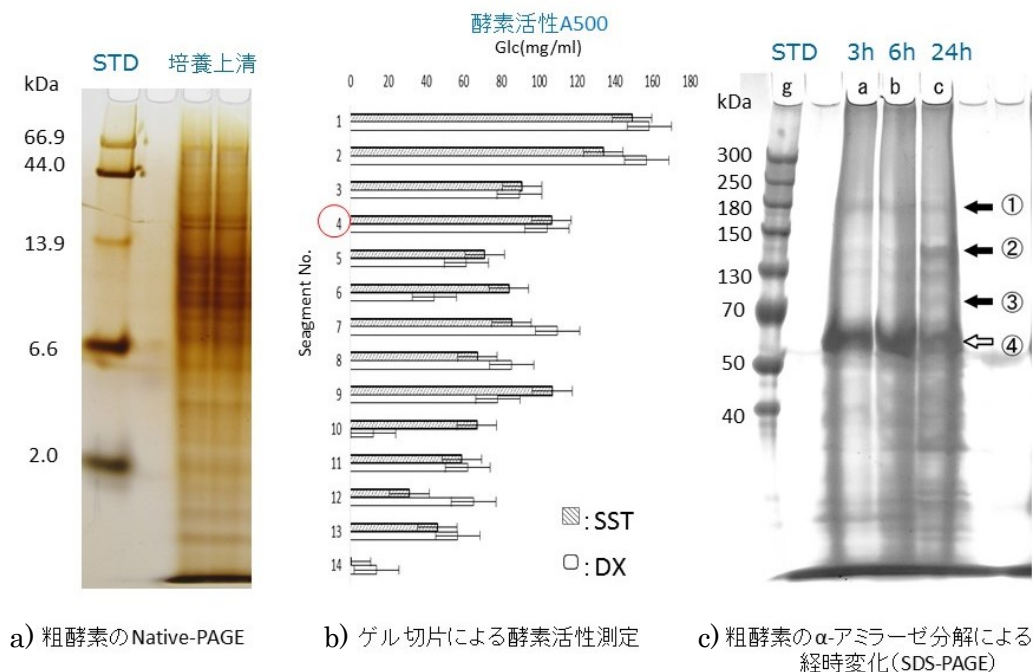 a)
STD 培養上清
kDa
66.9
44.0
13.9
6.6
2.0
a) 粗酵素のNative-PAGE
酵素活性A500
Glc(mg/ml)
0 20 40 60 80 100 120 140 160 180
Seagment No.
1
2
3
4
5
6
7
8
9
10
11
12
13
14
: SST
: DX
b)
b) ゲル切片による酵素活性測定
c)
STD 3h 6h 24h
g a b c
kDa
300
250
180
150
130
70
50
40
①
②
③
④
c) 粗酵素のα-アミラーゼ分解による
経時変化(SDS-PAGE)